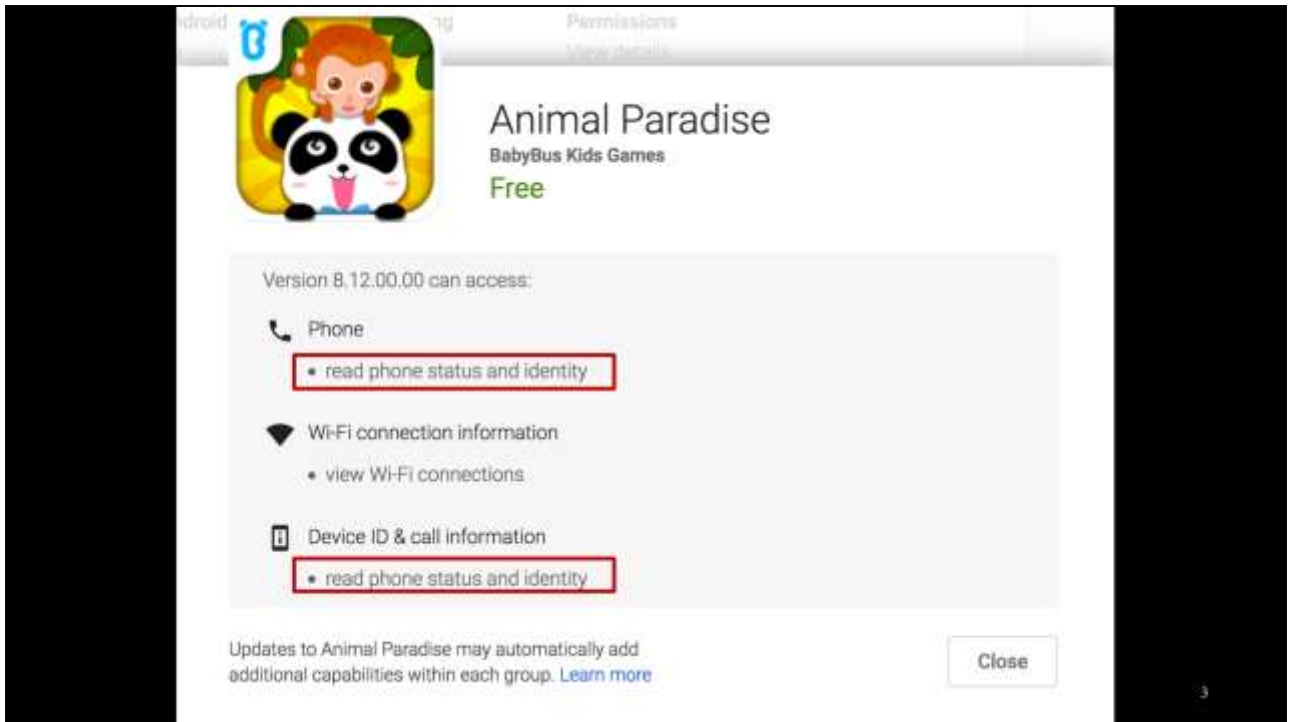 Permissions
View details
Animal Paradise
BabyBus Kids Games
Free
Version 8.12.00.00 can access:
Phone
• read phone status and identity
Wi-Fi connection information
• view Wi-Fi connections
Device ID & call information
• read phone status and identity
Updates to Animal Paradise may automatically add
additional capabilities within each group. Learn more
Close
3